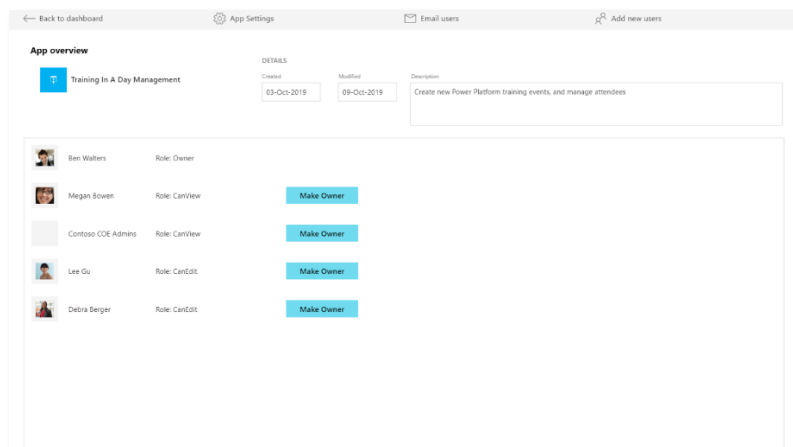 Back to dashboard
App Settings
Email users
Add new users
App overview
Training In A Day Management
DETAILS
Created
Modified
Description
03-Oct-2019
09-Oct-2019
Create new Power Platform training events, and manage attendees
Ben Walters Role: Owner
Megan Bowen Role: CanView Make Owner
Contoso COE Admins Role: CanView Make Owner
Lee Gu Role: CanEdit Make Owner
Debra Berger Role: CanEdit Make Owner